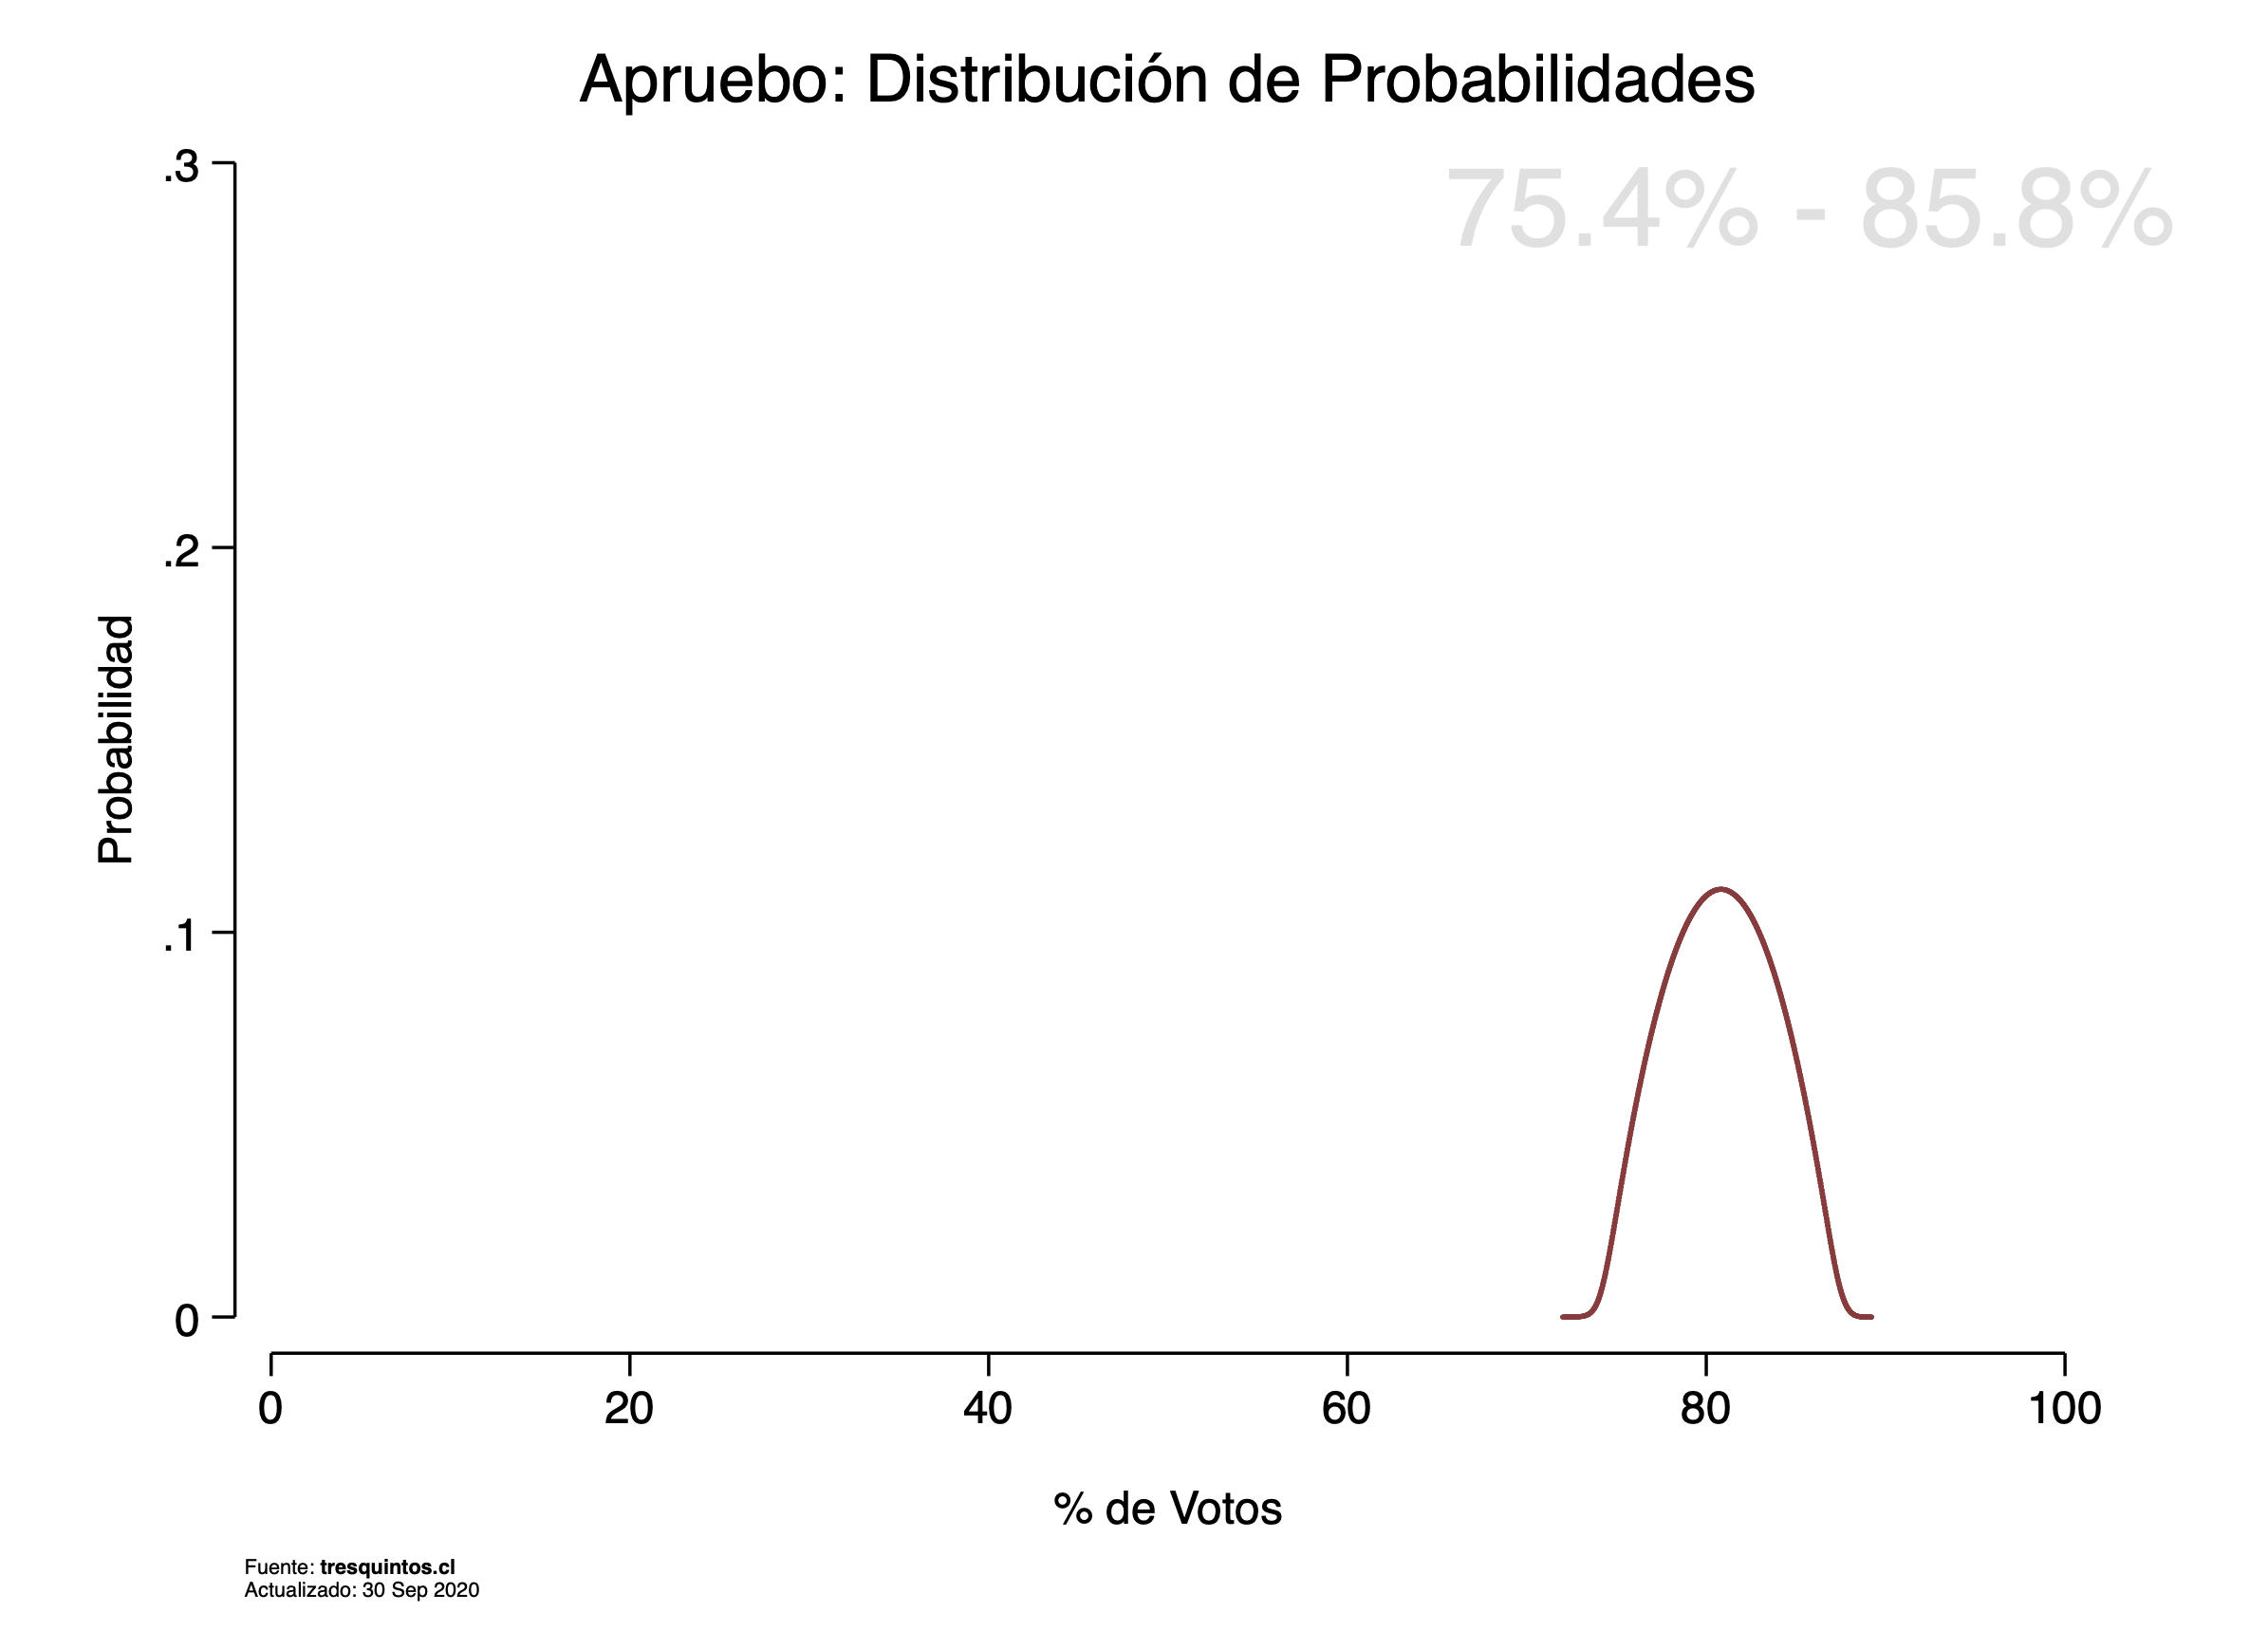 Apruebo: Distribución de Probabilidades
75.4% - 85.8%
.3
.2
.1
0
Probabilidad
0 20 40 60 80 100
% de Votos
Fuente: tresquintos.cl
Actualizado: 30 Sep 2020